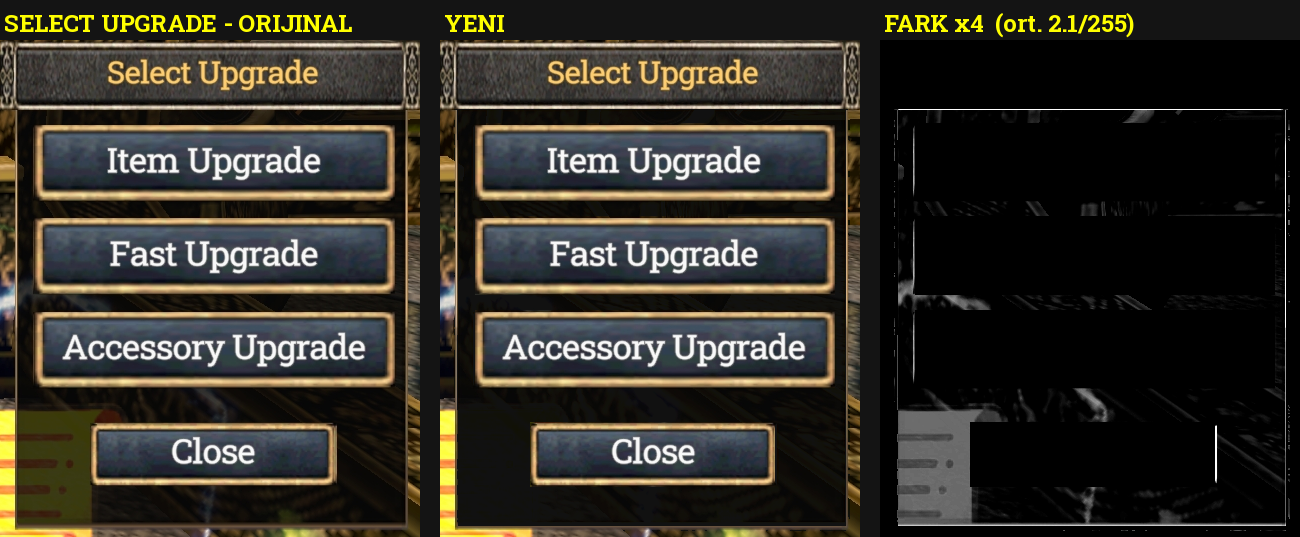 SELECT UPGRADE - ORIJINAL
YENI
FARK x4 (ort. 2.1/255)
Select Upgrade
Item Upgrade
Fast Upgrade
Accessory Upgrade
Close
Select Upgrade
Item Upgrade
Fast Upgrade
Accessory Upgrade
Close